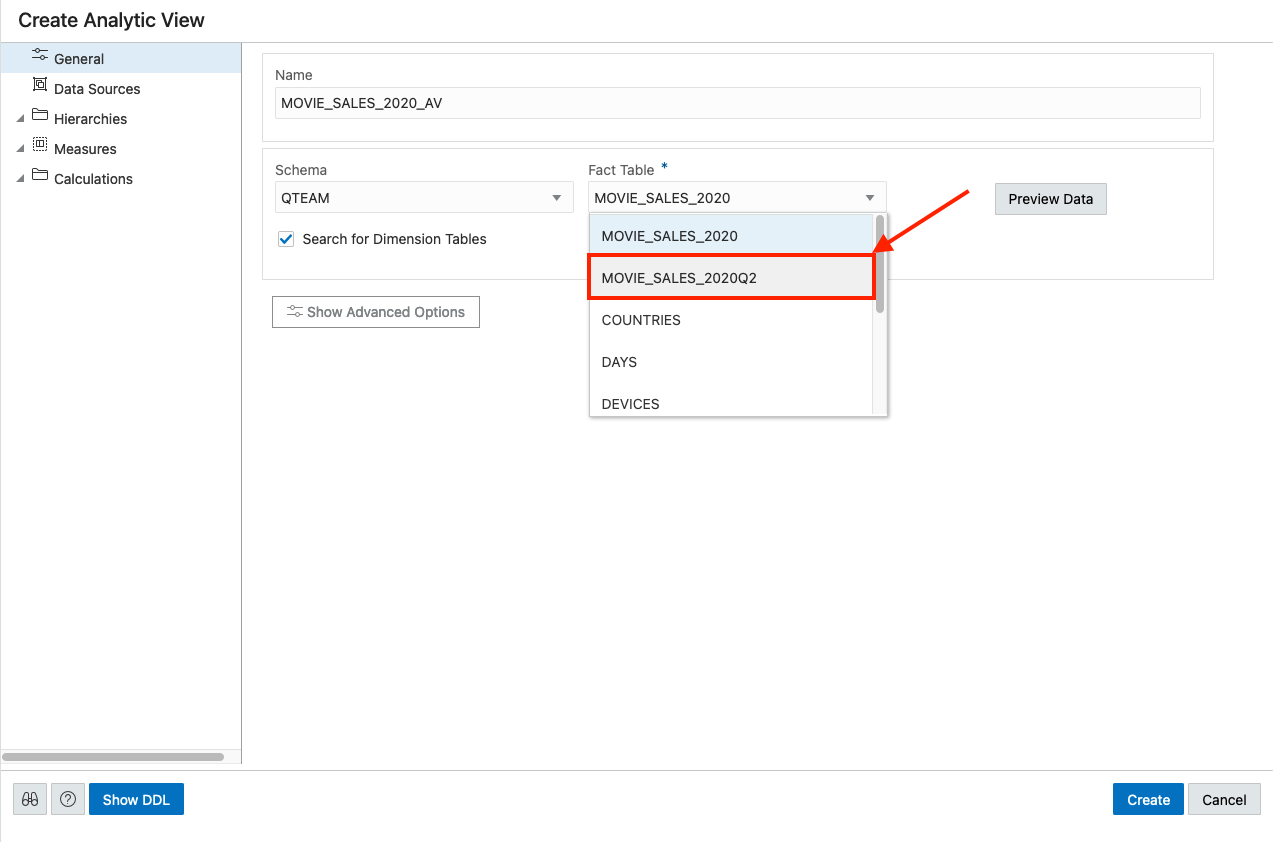 Create Analytic View
General
Data Sources
Hierarchies
Measures
Calculations
Name
MOVIE_SALES_2020_AV
Schema
Fact Table *
QTEAM
MOVIE_SALES_2020
Preview Data
Search for Dimension Tables
MOVIE_SALES_2020
MOVIE_SALES_2020Q2
COUNTRIES
DAYS
DEVICES
Show Advanced Options
Show DDL
Create
Cancel